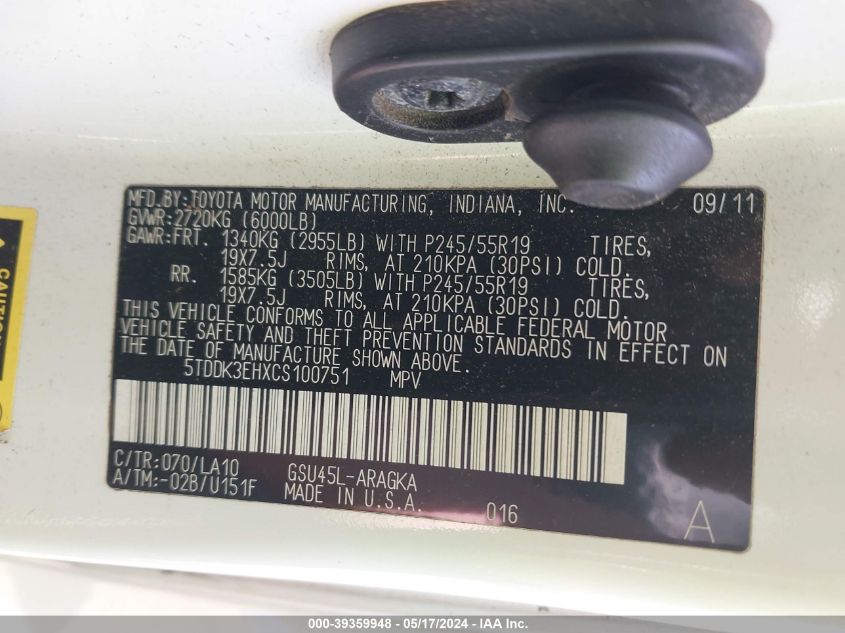 MFD.BY:TOYOTA MOTOR MANUFACTURING, INDIANA, INC. 09/11
GVWR:2720KG (6000LB)
GAWR:FRT. 1340KG (2955LB) WITH P245/55R19 TIRES,
19X7.5J RIMS, AT 210KPA (30PSI) COLD.
RR. 1585KG (3505LB) WITH P245/55R19 TIRES,
19X7.5J RIMS, AT 210KPA (30PSI) COLD.
THIS VEHICLE CONFORMS TO ALL APPLICABLE FEDERAL MOTOR
VEHICLE SAFETY AND THEFT PREVENTION STANDARDS IN EFFECT ON
THE DATE OF MANUFACTURE SHOWN ABOVE.
5TDDK3EHXCS100751 MPV
C/TR:070/LA10 GSU45L-ARAGKA
A/TM:-02B/U151F MADE IN U.S.A. 016 A
CAUTION
000-39359948 - 05/17/2024 - IAA Inc.